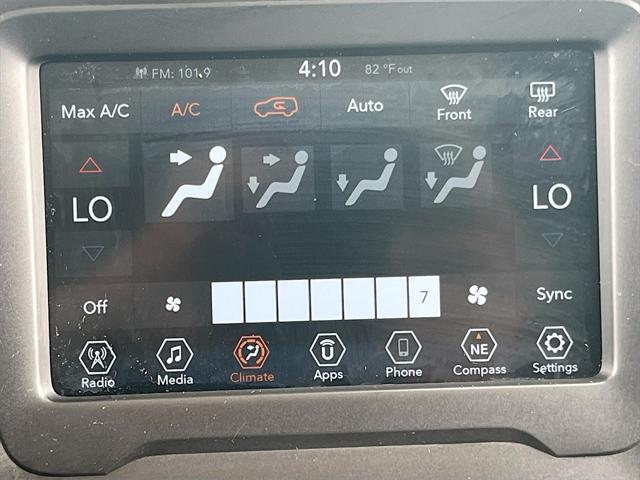 FM: 101.9 4:10 82 °F out
Max A/C A/C Auto Front Rear
LO LO
Off 7 Sync
Radio Media Climate Apps Phone NE Compass Settings